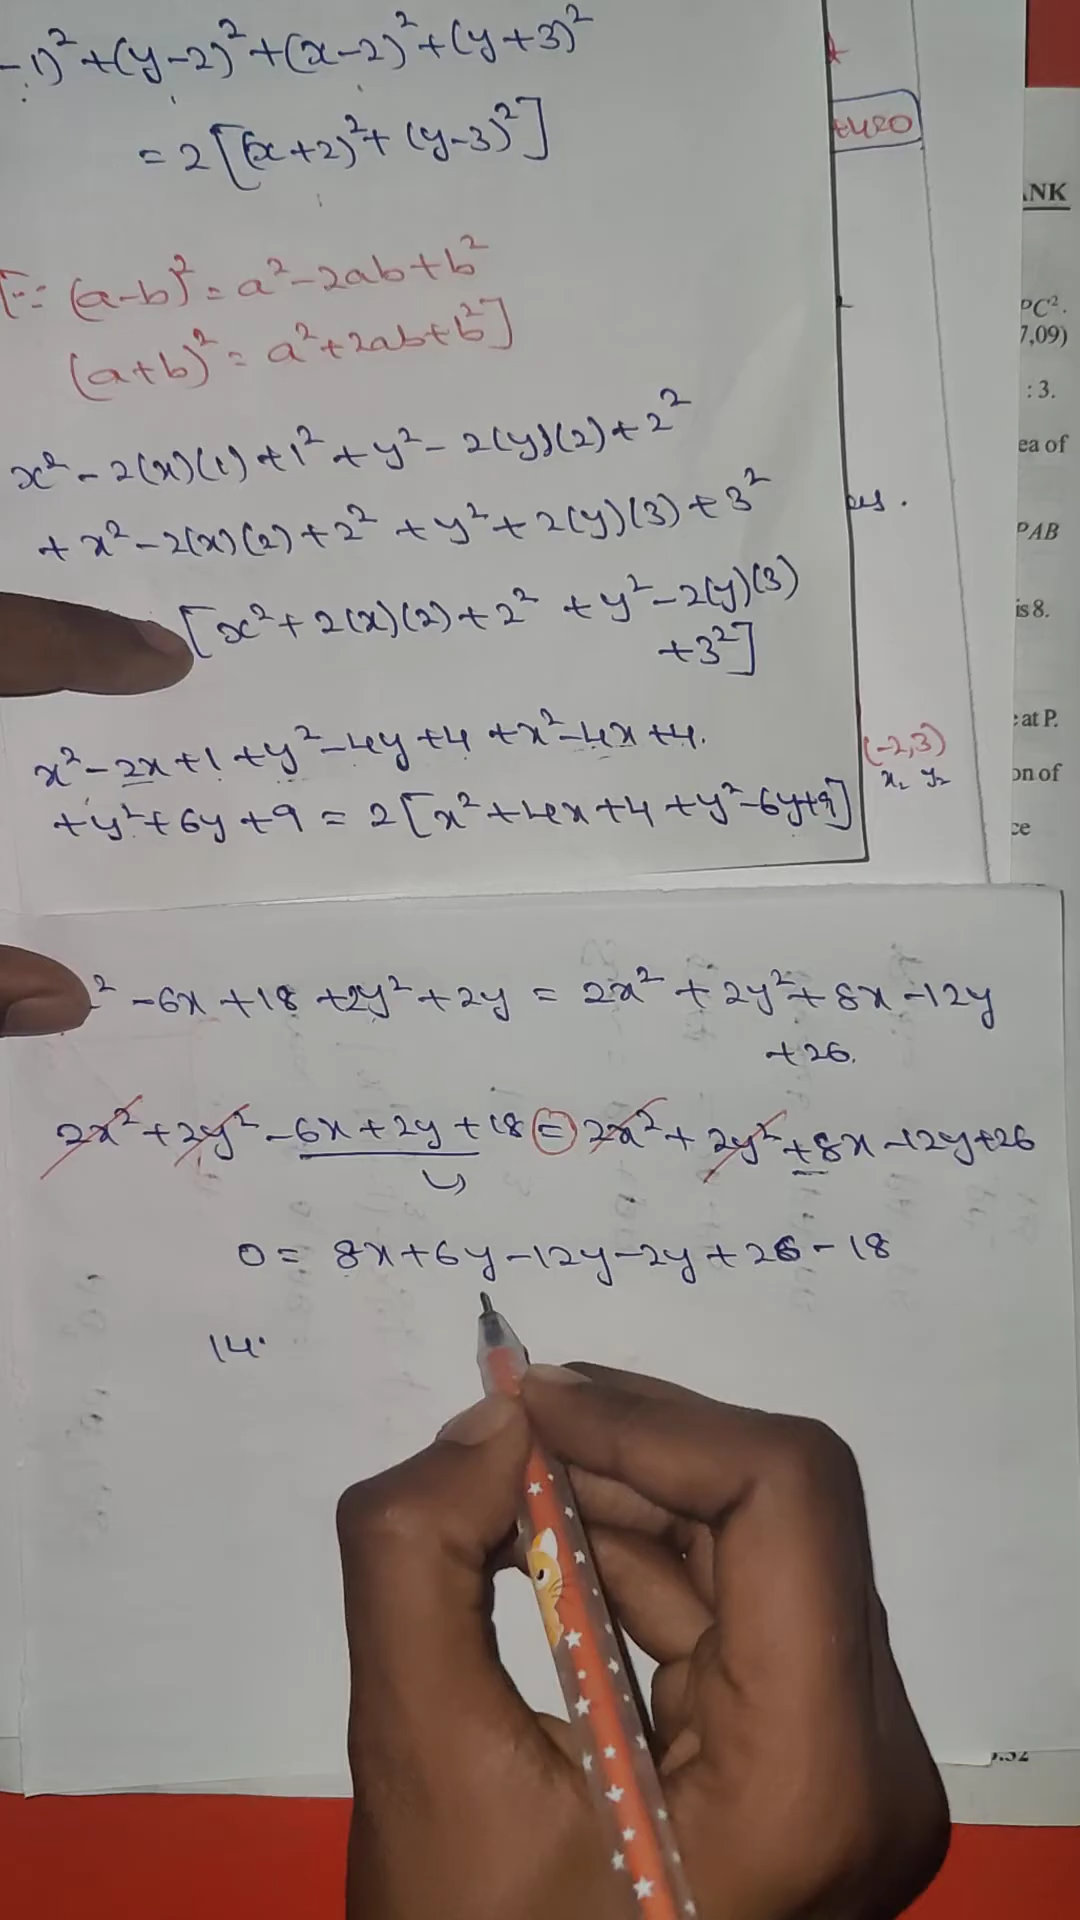 -1)²+(y-2)²+(x-2)²+(y+3)²
= 2[(x+2)²+(y-3)²]
[∵ (a-b)² = a²-2ab+b²
(a+b)² = a²+2ab+b²]
x²-2(x)(1)+1²+y²-2(y)(2)+2²
+x²-2(x)(2)+2²+y²+2(y)(3)+3²
[x²+2(x)(2)+2²+y²-2(y)(3)
+3²]
x²-2x+1+y²-4y+4+x²-4x+4.
+y²+6y+9 = 2[x²+4x+4+y²-6y+9]
(-2,3)
² -6x+18+2y²+2y = 2x²+2y²+8x-12y
+26.
2x²+2y²-6x+2y+18 = 2x²+2y²+8x-12y+26
0 = 8x+6y-12y-2y+26-18
14
NK
PC².
7,09)
: 3.
ea of
PAB
is 8.
at P.
on of
ce